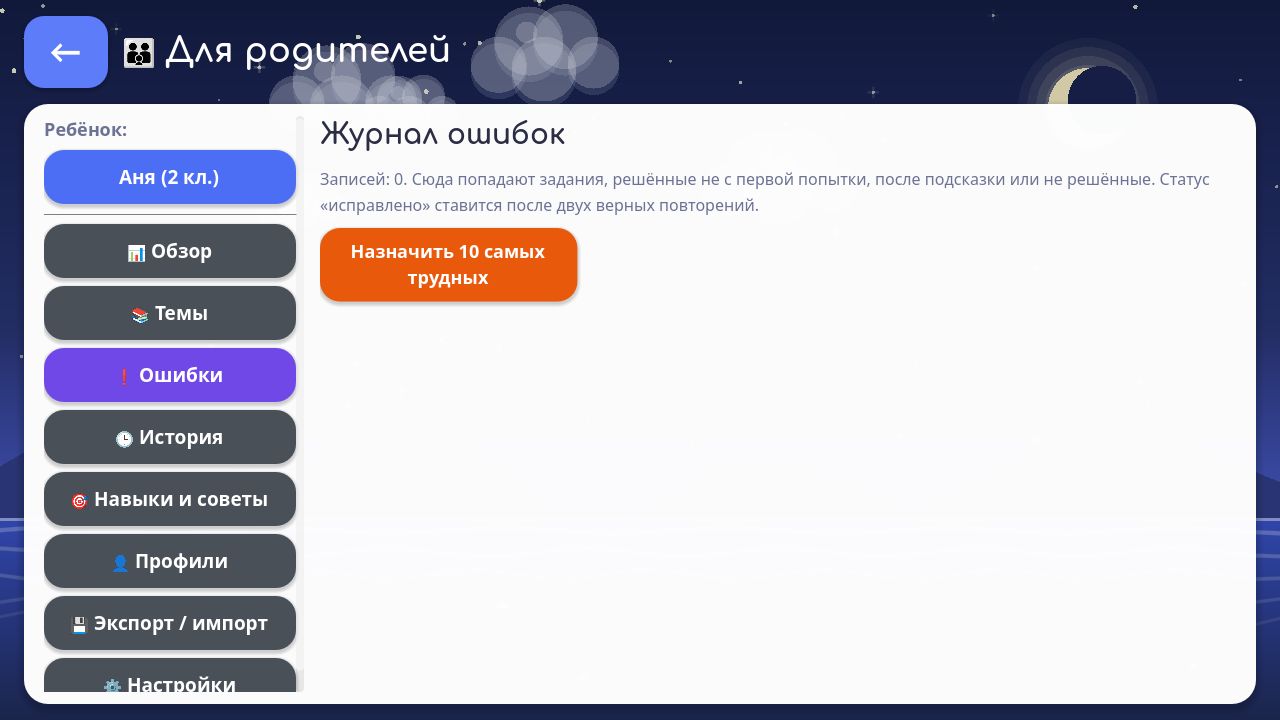 ← Для родителей
Ребёнок:
Аня (2 кл.)
Обзор
Темы
Ошибки
История
Навыки и советы
Профили
Экспорт / импорт
Настройки
Журнал ошибок
Записей: 0. Сюда попадают задания, решённые не с первой попытки, после подсказки или не решённые. Статус
«исправлено» ставится после двух верных повторений.
Назначить 10 самых
трудных